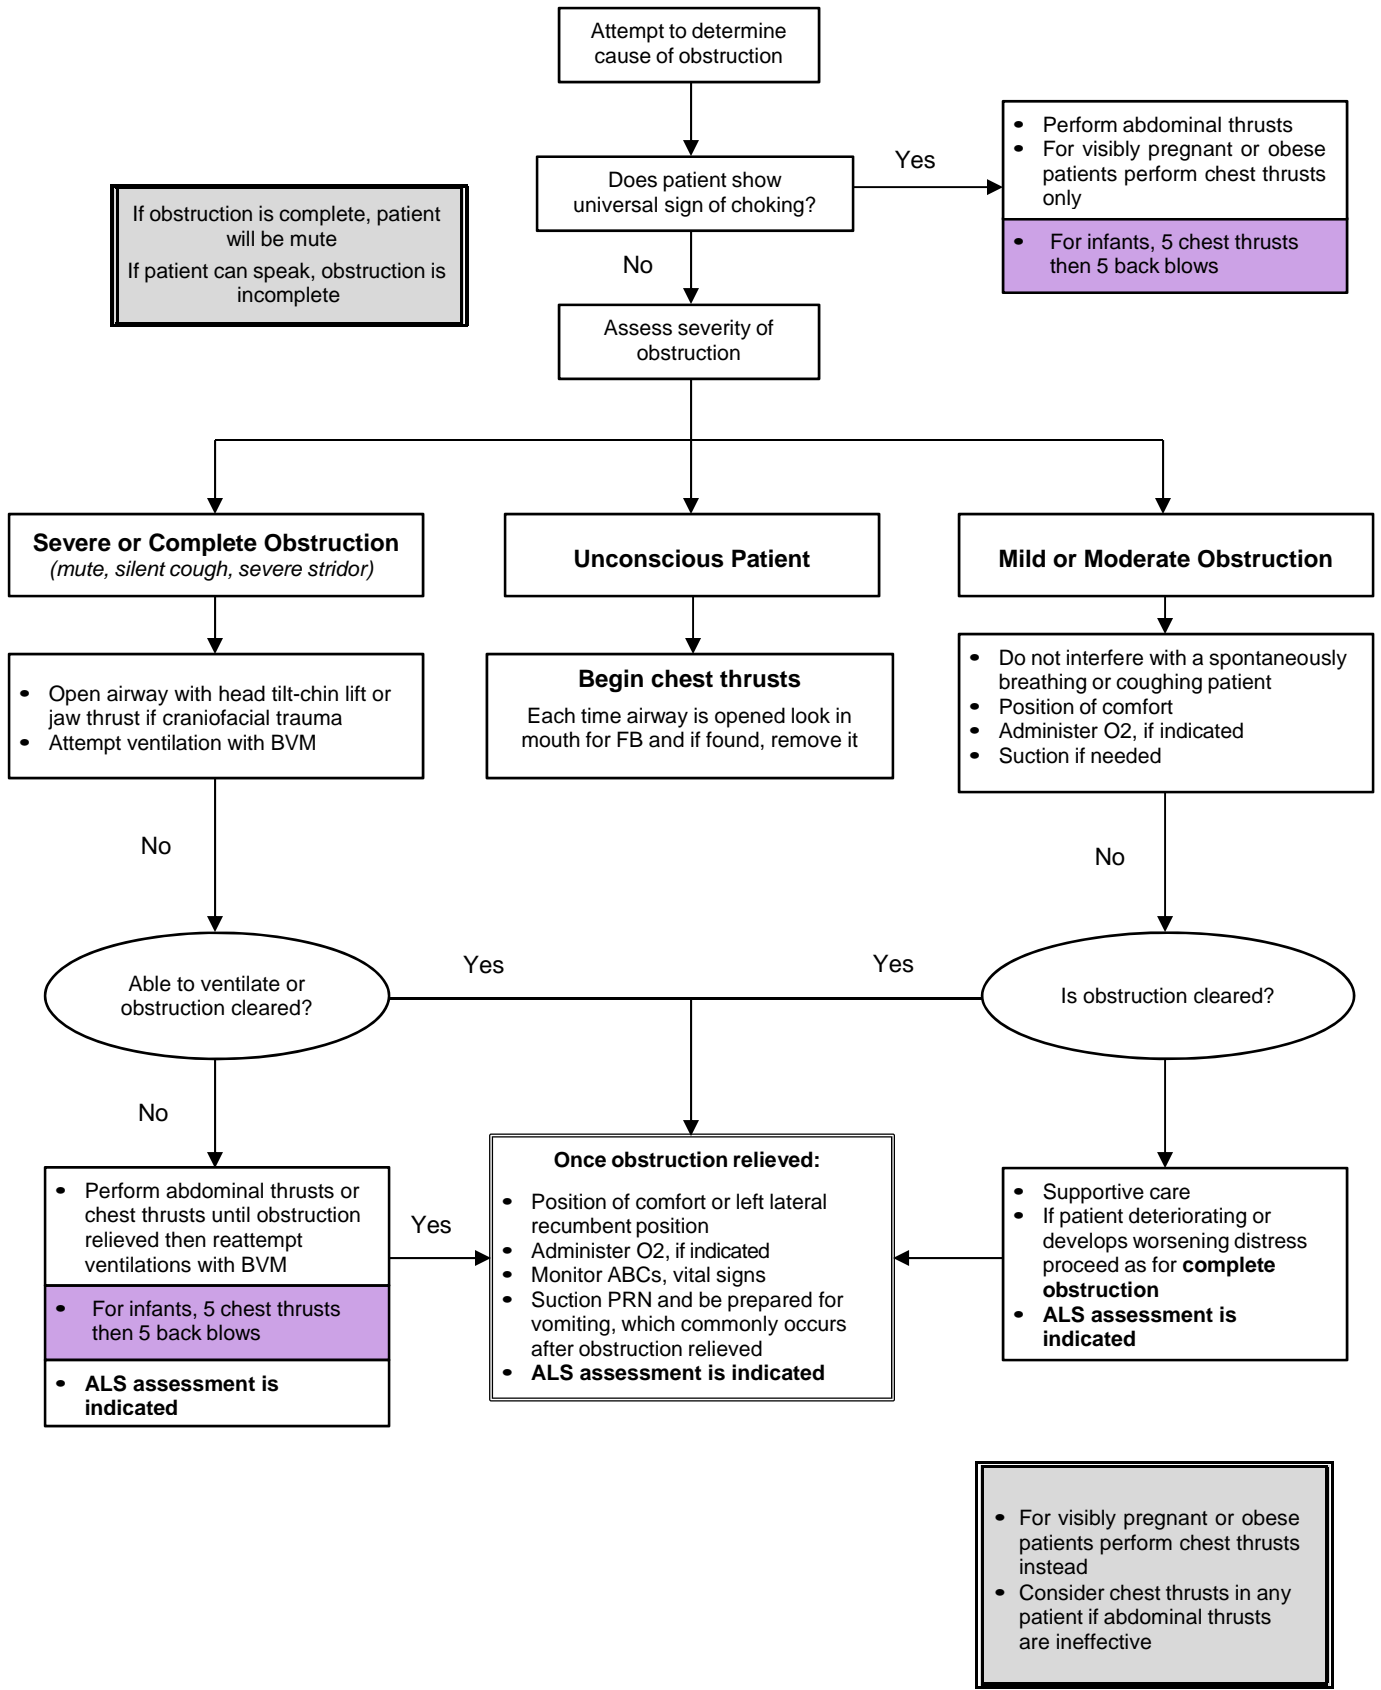 Attempt to determine
cause of obstruction
Does patient show
universal sign of choking?
Yes
• Perform abdominal thrusts
• For visibly pregnant or obese
patients perform chest thrusts
only
• For infants, 5 chest thrusts
then 5 back blows
If obstruction is complete, patient
will be mute
If patient can speak, obstruction is
incomplete
No
Assess severity of
obstruction
Severe or Complete Obstruction
(mute, silent cough, severe stridor)
Unconscious Patient
Mild or Moderate Obstruction
• Open airway with head tilt-chin lift or
jaw thrust if craniofacial trauma
• Attempt ventilation with BVM
Begin chest thrusts
Each time airway is opened look in
mouth for FB and if found, remove it
• Do not interfere with a spontaneously
breathing or coughing patient
• Position of comfort
• Administer O2, if indicated
• Suction if needed
No
No
Able to ventilate or
obstruction cleared?
Yes
Yes
Is obstruction cleared?
No
• Perform abdominal thrusts or
chest thrusts until obstruction
relieved then reattempt
ventilations with BVM
• For infants, 5 chest thrusts
then 5 back blows
• ALS assessment is
indicated
Yes
Once obstruction relieved:
• Position of comfort or left lateral
recumbent position
• Administer O2, if indicated
• Monitor ABCs, vital signs
• Suction PRN and be prepared for
vomiting, which commonly occurs
after obstruction relieved
• ALS assessment is indicated
• Supportive care
• If patient deteriorating or
develops worsening distress
proceed as for complete
obstruction
• ALS assessment is
indicated
• For visibly pregnant or obese
patients perform chest thrusts
instead
• Consider chest thrusts in any
patient if abdominal thrusts
are ineffective